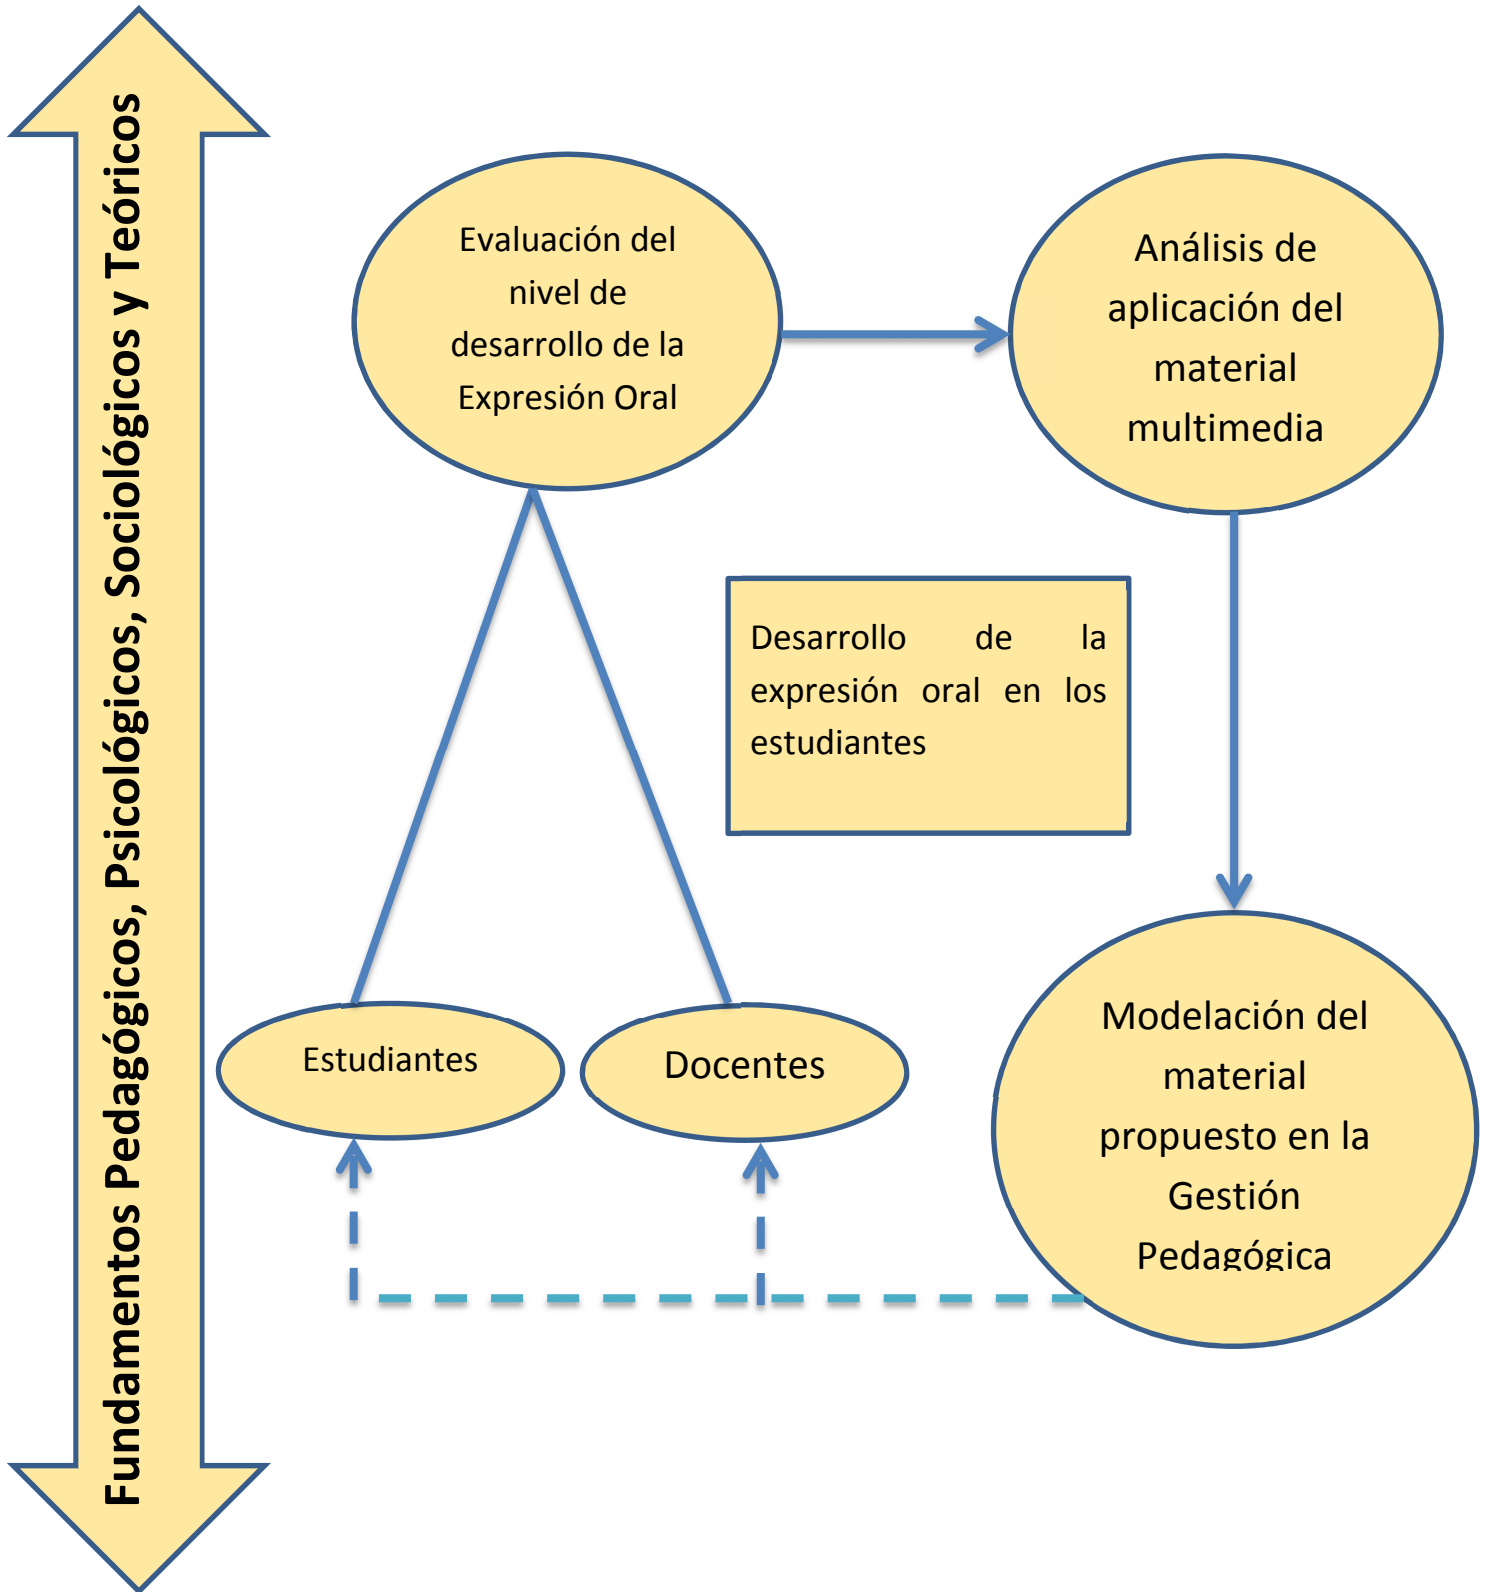 Fundamentos Pedagógicos, Psicológicos, Sociológicos y Teóricos
Evaluación del
nivel de
desarrollo de la
Expresión Oral
Análisis de
aplicación del
material
multimedia
Desarrollo de la
expresión oral en los
estudiantes
Estudiantes
Docentes
Modelación del
material
propuesto en la
Gestión
Pedagógica